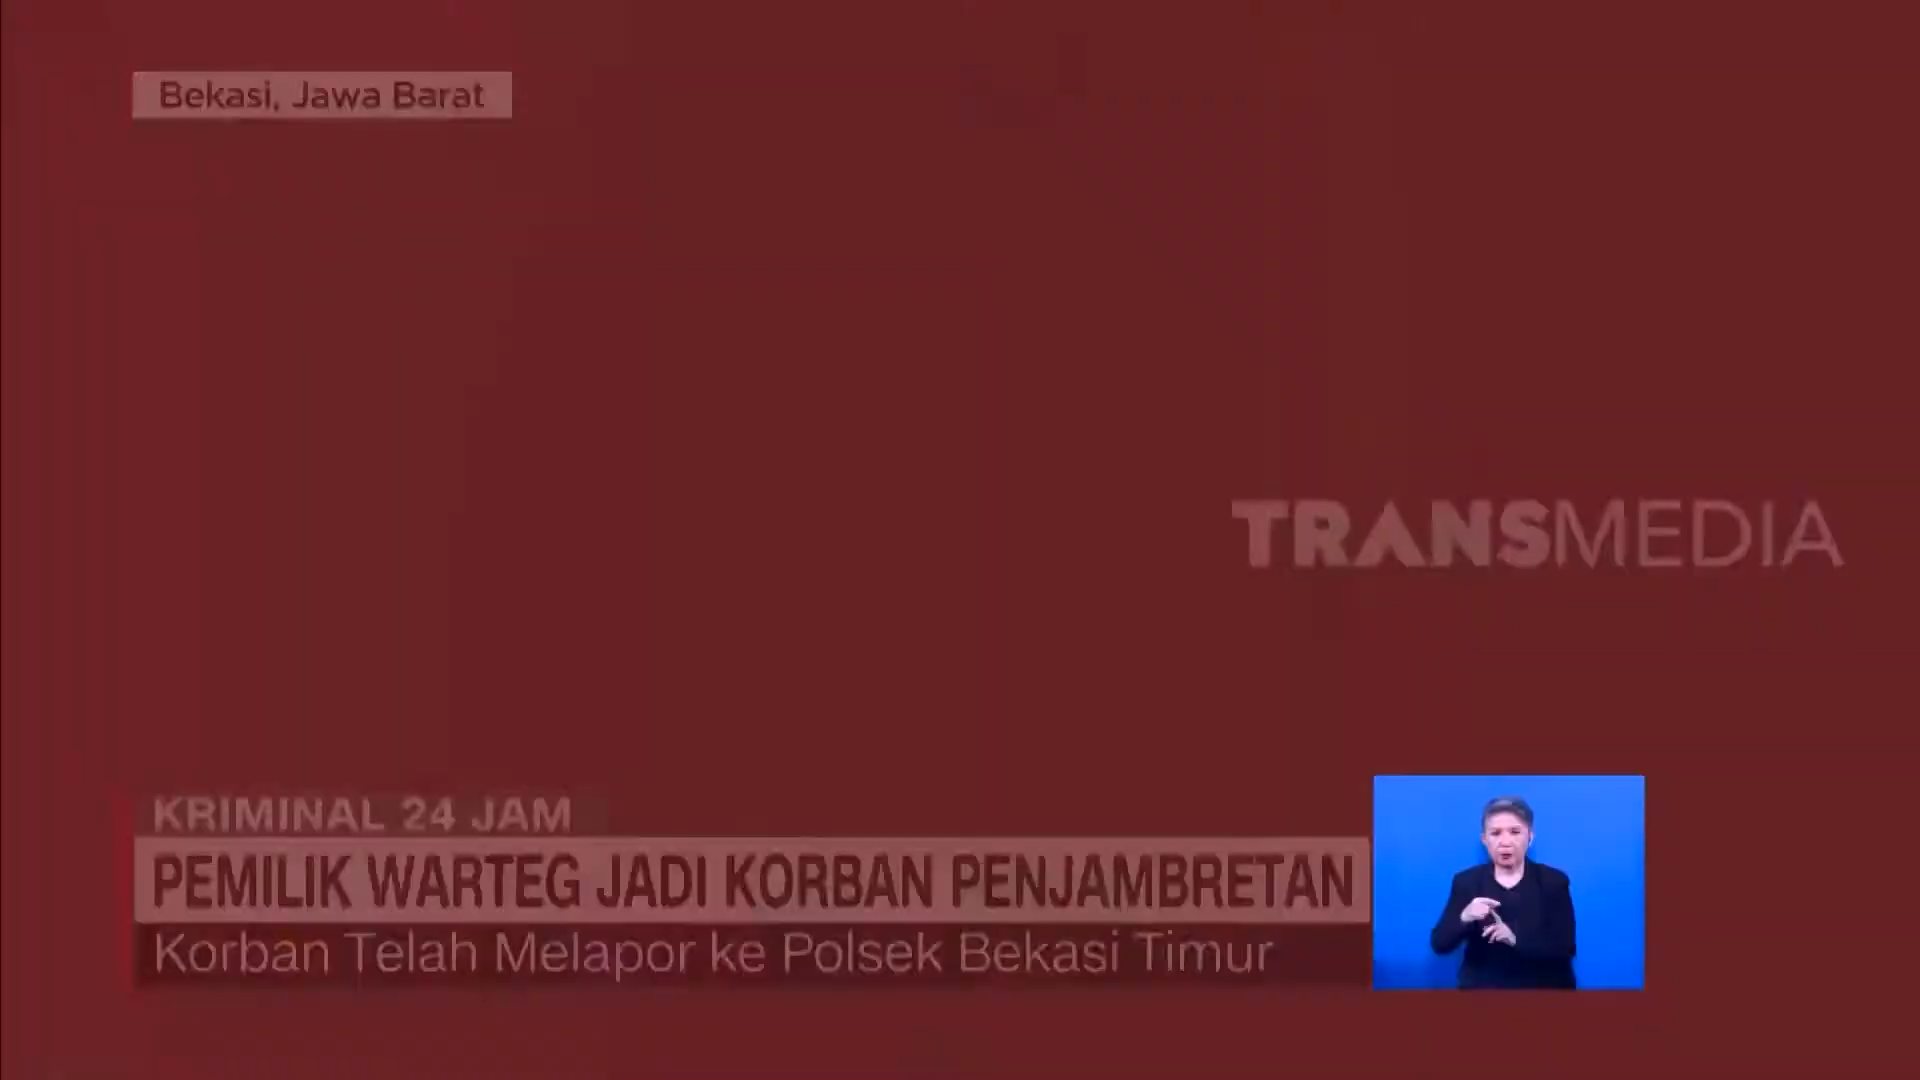 Bekasi, Jawa Barat
TRANSMEDIA
KRIMINAL 24 JAM
PEMILIK WARTEG JADI KORBAN PENJAMBRETAN
Korban Telah Melapor ke Polsek Bekasi Timur